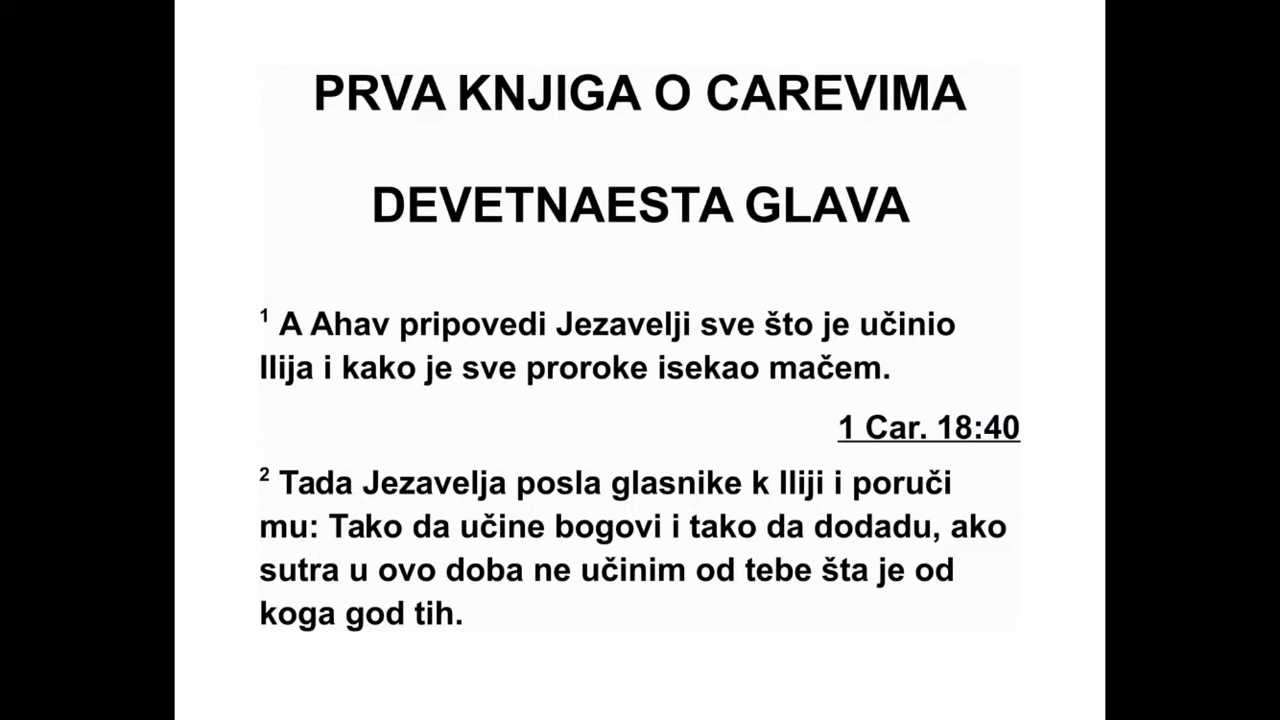 PRVA KNJIGA O CAREVIMA
DEVETNAESTA GLAVA
1 A Ahav pripovedi Jezavelji sve što je učinio
Ilija i kako je sve proroke isekao mačem.
1 Car. 18:40
2 Tada Jezavelja posla glasnike k Iliji i poruči
mu: Tako da učine bogovi i tako da dodadu, ako
sutra u ovo doba ne učinim od tebe šta je od
koga god tih.